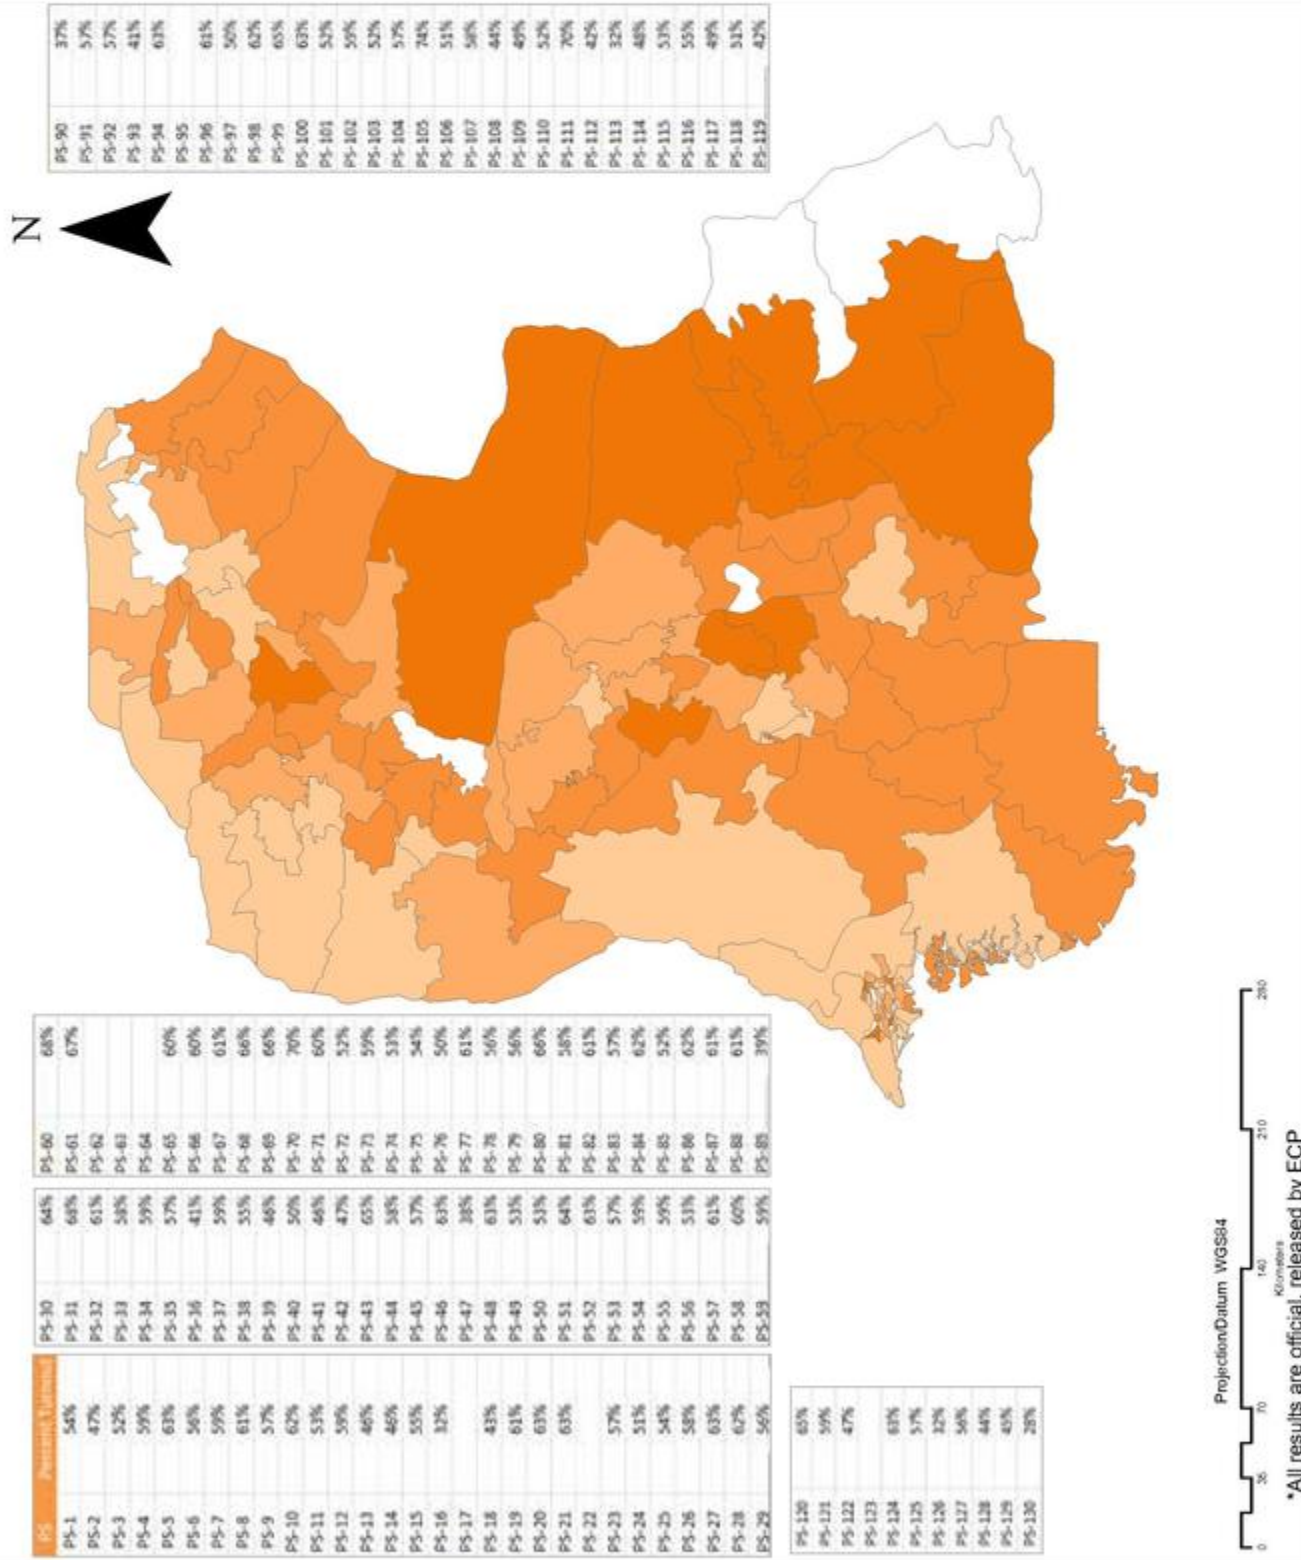 PS Percent Turnout
PS-1 54%
PS-2 47%
PS-3 52%
PS-4 59%
PS-5 63%
PS-6 56%
PS-7 59%
PS-8 61%
PS-9 57%
PS-10 62%
PS-11 53%
PS-12 59%
PS-13 46%
PS-14 46%
PS-15 55%
PS-16 32%
PS-17
PS-18 43%
PS-19 61%
PS-20 63%
PS-21 63%
PS-22
PS-23 57%
PS-24 51%
PS-25 54%
PS-26 58%
PS-27 63%
PS-28 62%
PS-29 56%
PS-30 64%
PS-31 68%
PS-32 61%
PS-33 58%
PS-34 59%
PS-35 57%
PS-36 41%
PS-37 59%
PS-38 55%
PS-39 46%
PS-40 50%
PS-41 46%
PS-42 47%
PS-43 65%
PS-44 58%
PS-45 57%
PS-46 63%
PS-47 38%
PS-48 63%
PS-49 53%
PS-50 53%
PS-51 64%
PS-52 63%
PS-53 57%
PS-54 59%
PS-55 59%
PS-56 53%
PS-57 61%
PS-58 60%
PS-59 59%
PS-60 68%
PS-61 67%
PS-62
PS-63
PS-64
PS-65 60%
PS-66 60%
PS-67 61%
PS-68 66%
PS-69 66%
PS-70 70%
PS-71 60%
PS-72 52%
PS-73 59%
PS-74 53%
PS-75 54%
PS-76 50%
PS-77 61%
PS-78 56%
PS-79 56%
PS-80 66%
PS-81 58%
PS-82 61%
PS-83 57%
PS-84 62%
PS-85 52%
PS-86 62%
PS-87 61%
PS-88 61%
PS-89 39%
N
PS-90 37%
PS-91 57%
PS-92 57%
PS-93 41%
PS-94 63%
PS-95
PS-96 61%
PS-97 50%
PS-98 62%
PS-99 65%
PS-100 63%
PS-101 52%
PS-102 59%
PS-103 52%
PS-104 57%
PS-105 74%
PS-106 51%
PS-107 58%
PS-108 44%
PS-109 49%
PS-110 52%
PS-111 70%
PS-112 42%
PS-113 32%
PS-114 48%
PS-115 53%
PS-116 55%
PS-117 49%
PS-118 51%
PS-119 42%
PS-120 65%
PS-121 59%
PS-122 47%
PS-123
PS-124 63%
PS-125 57%
PS-126 32%
PS-127 56%
PS-128 44%
PS-129 45%
PS-130 28%
Projection/Datum WGS84
0 35 70 140 210 280
Kilometers
*All results are official, released by ECP